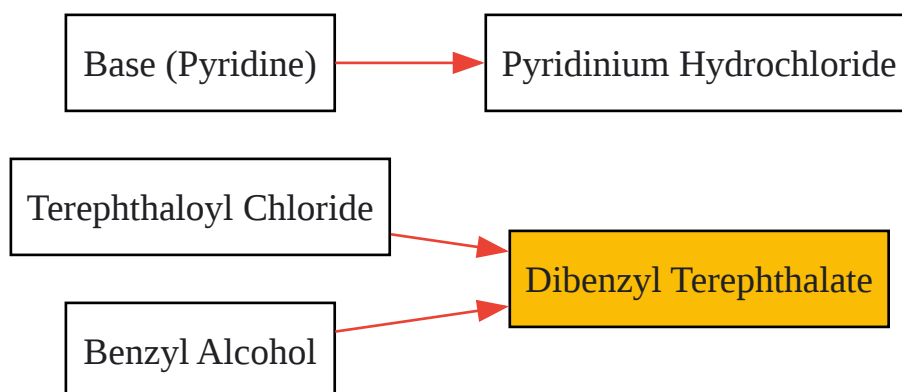 Base (Pyridine)
Pyridinium Hydrochloride
Terephthaloyl Chloride
Dibenzyl Terephthalate
Benzyl Alcohol